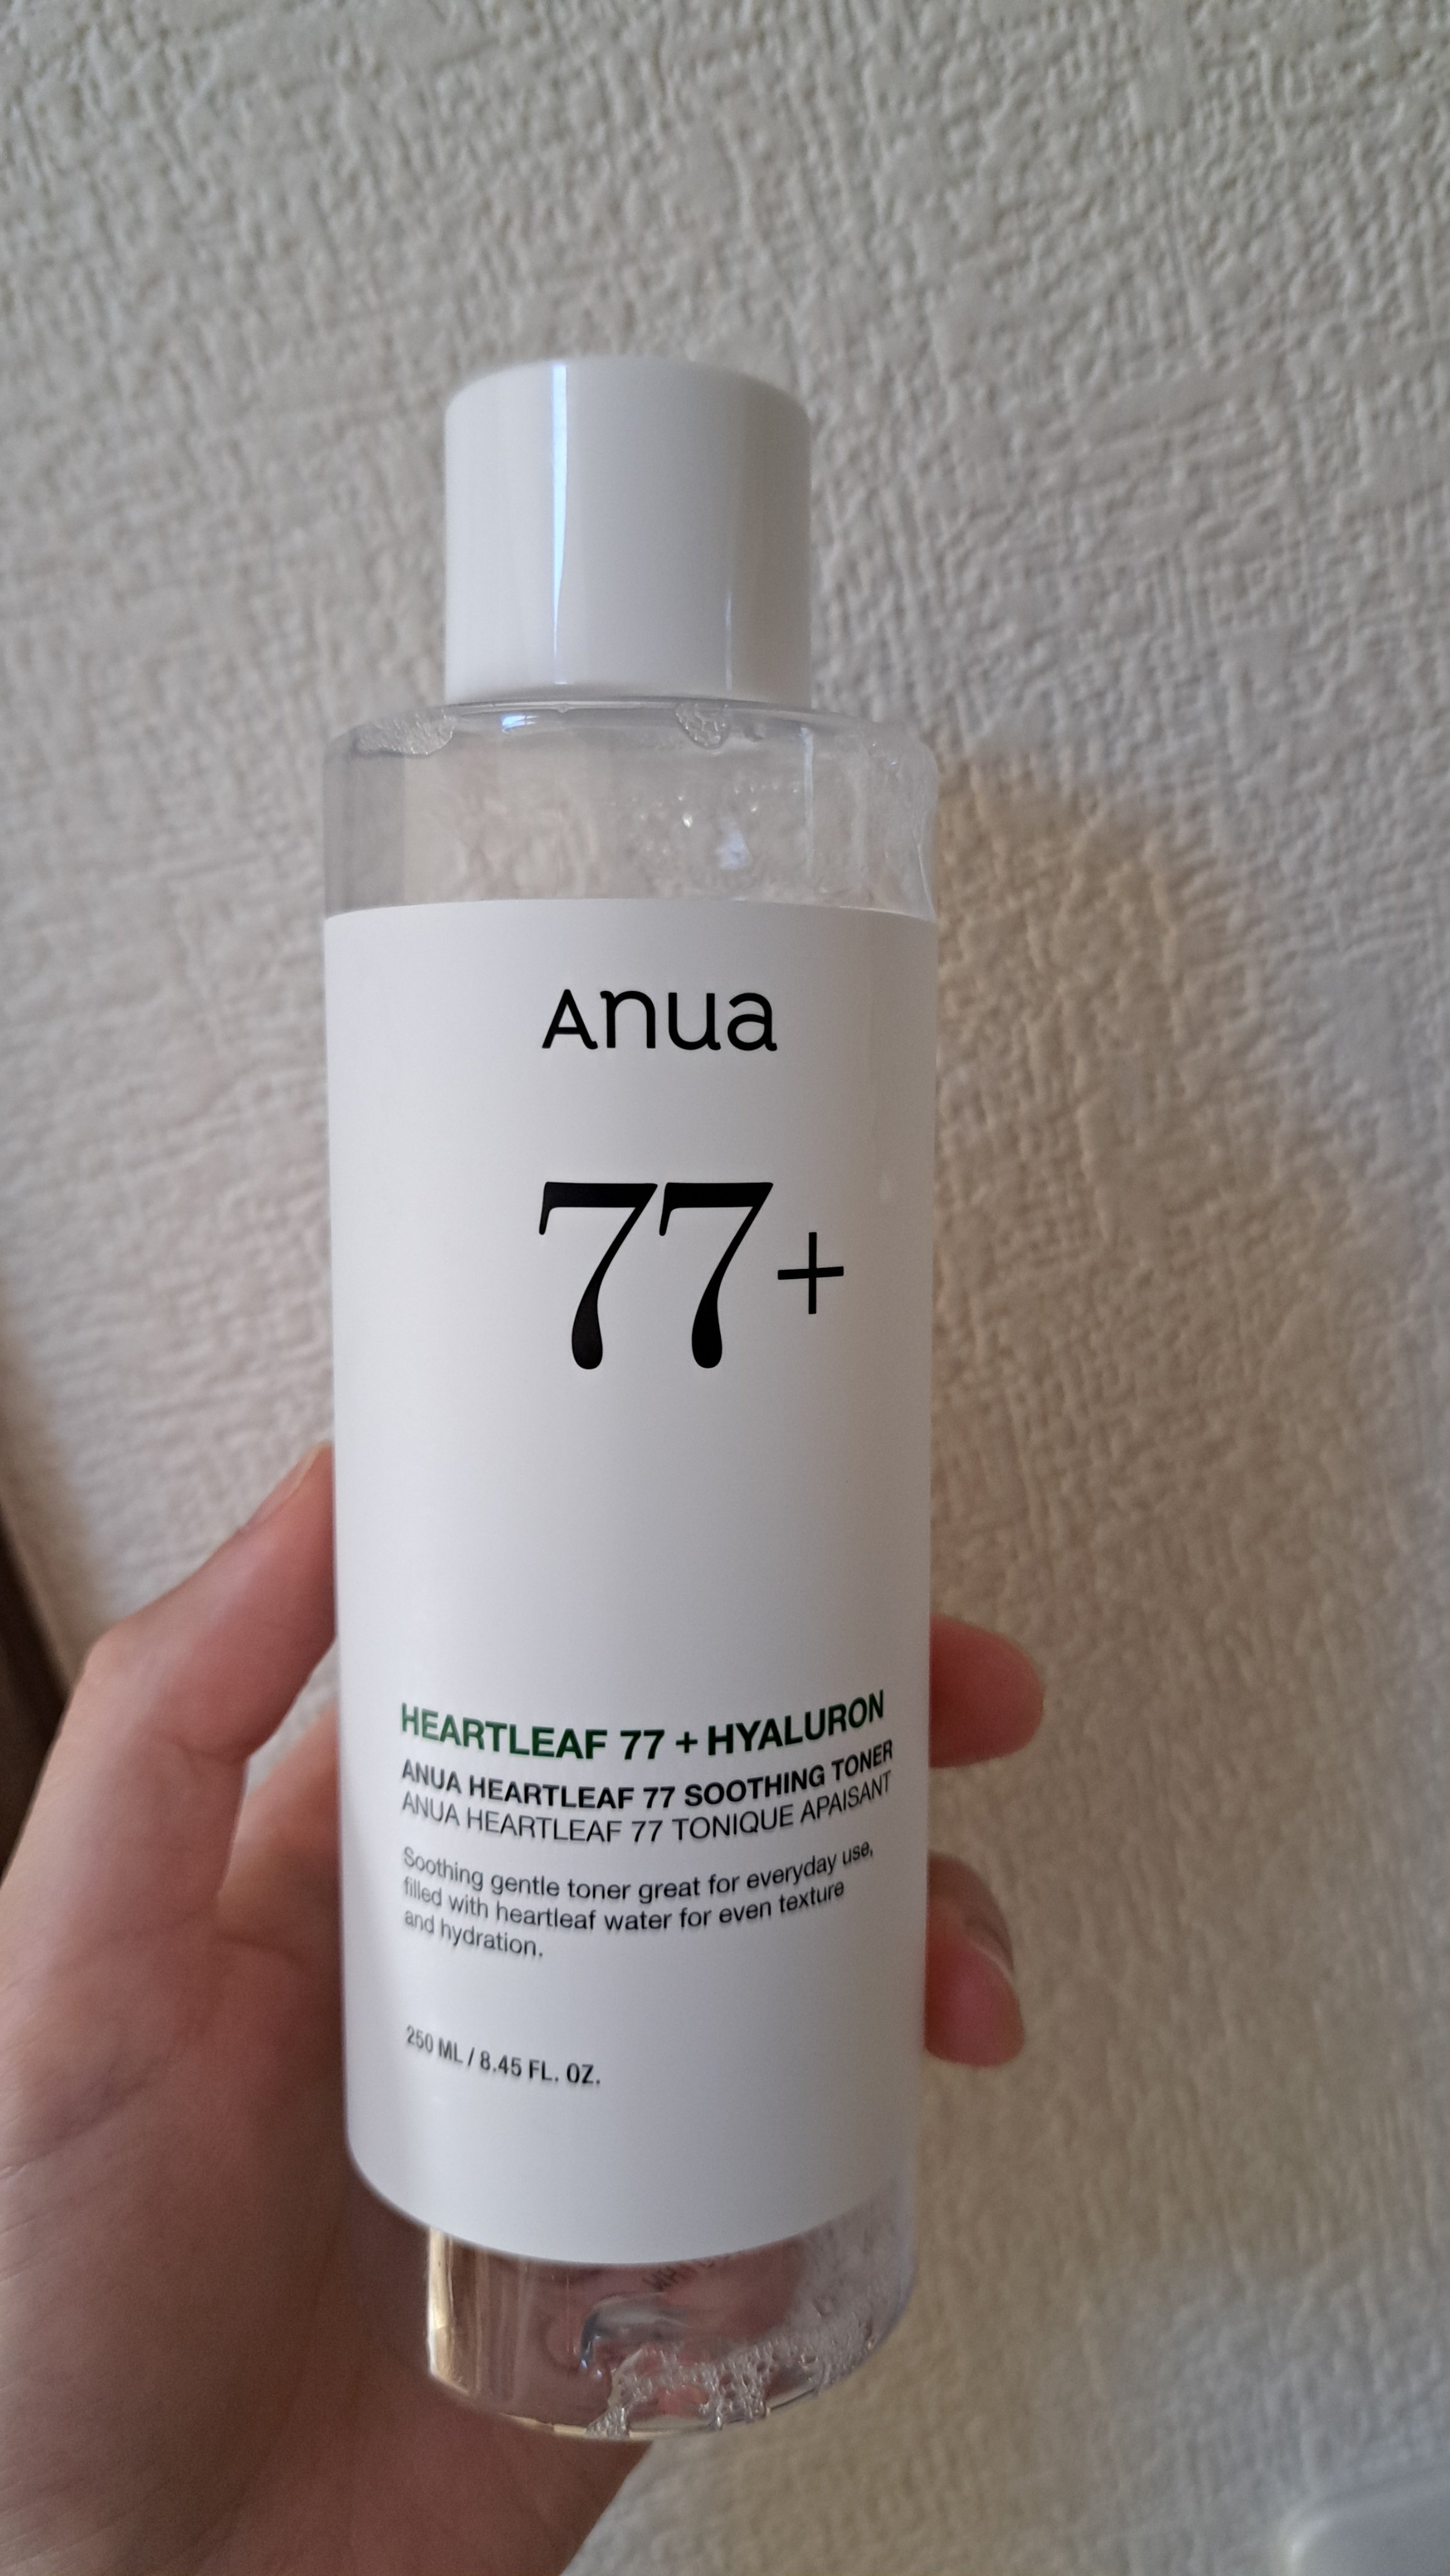 Anua
77+
HEARTLEAF 77 + HYALURON
ANUA HEARTLEAF 77 SOOTHING TONER
ANUA HEARTLEAF 77 TONIQUE APAISANT
Soothing gentle toner great for everyday use,
filled with heartleaf water for even texture
and hydration.
250 ML / 8.45 FL. OZ.